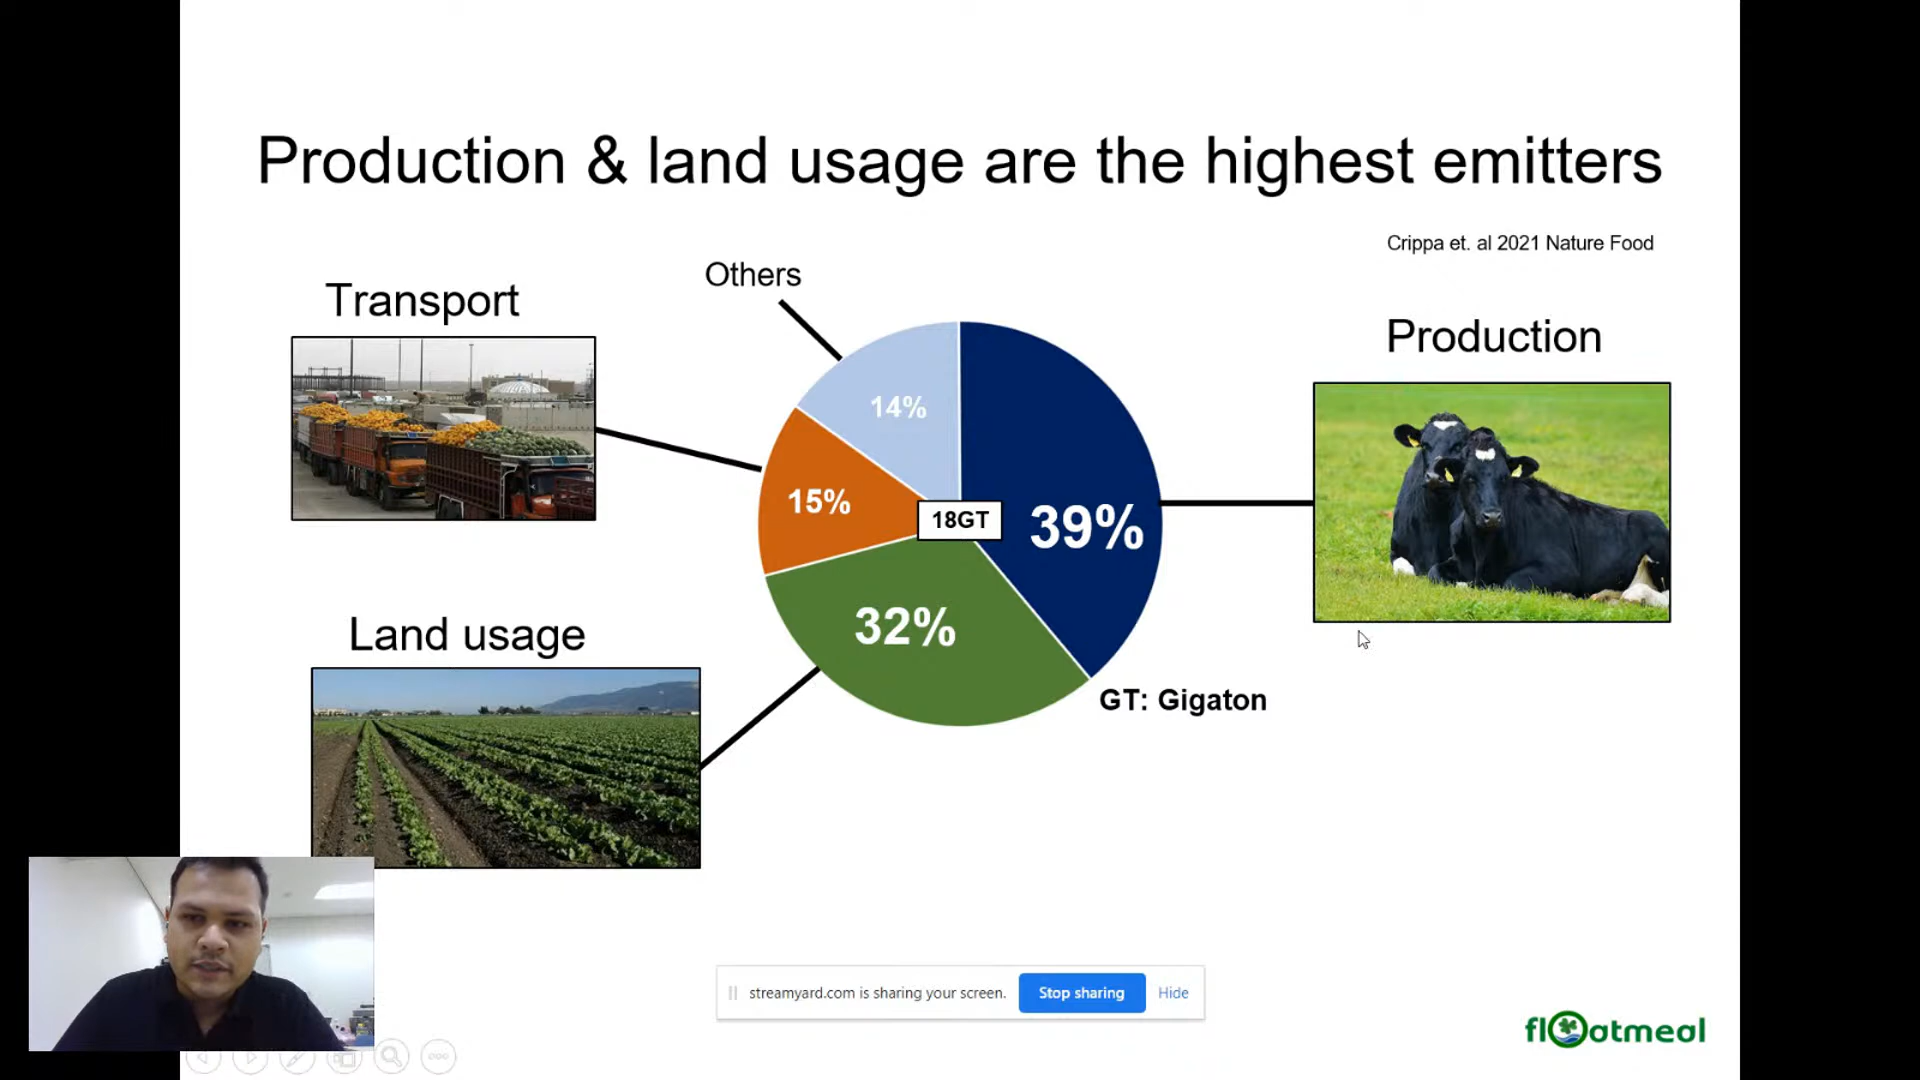 Production & land usage are the highest emitters
Crippa et. al 2021 Nature Food
Transport
Others
Production
14%
15%
18GT
39%
32%
Land usage
GT: Gigaton
streamyard.com is sharing your screen.
Stop sharing
Hide
floatmeal